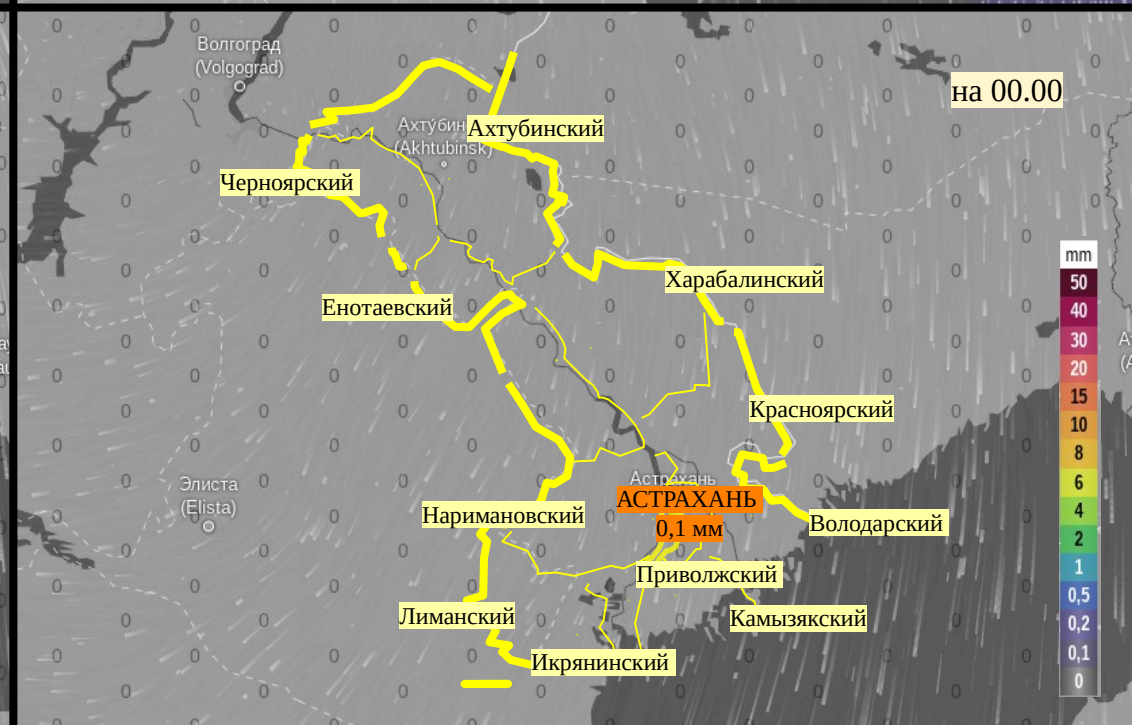 Волгоград
(Volgograd)
на 00.00
Ахтубинский
(Akhtubinsk)
Черноярский
mm
50
40
30
20
15
10
8
6
4
2
1
0,5
0,2
0,1
0
Харабалинский
Енотаевский
Красноярский
Элиста
(Elista)
Астрахань
АСТРАХАНЬ
0,1 мм
Наримановский
Володарский
Приволжский
Лиманский
Камызякский
Икрянинский